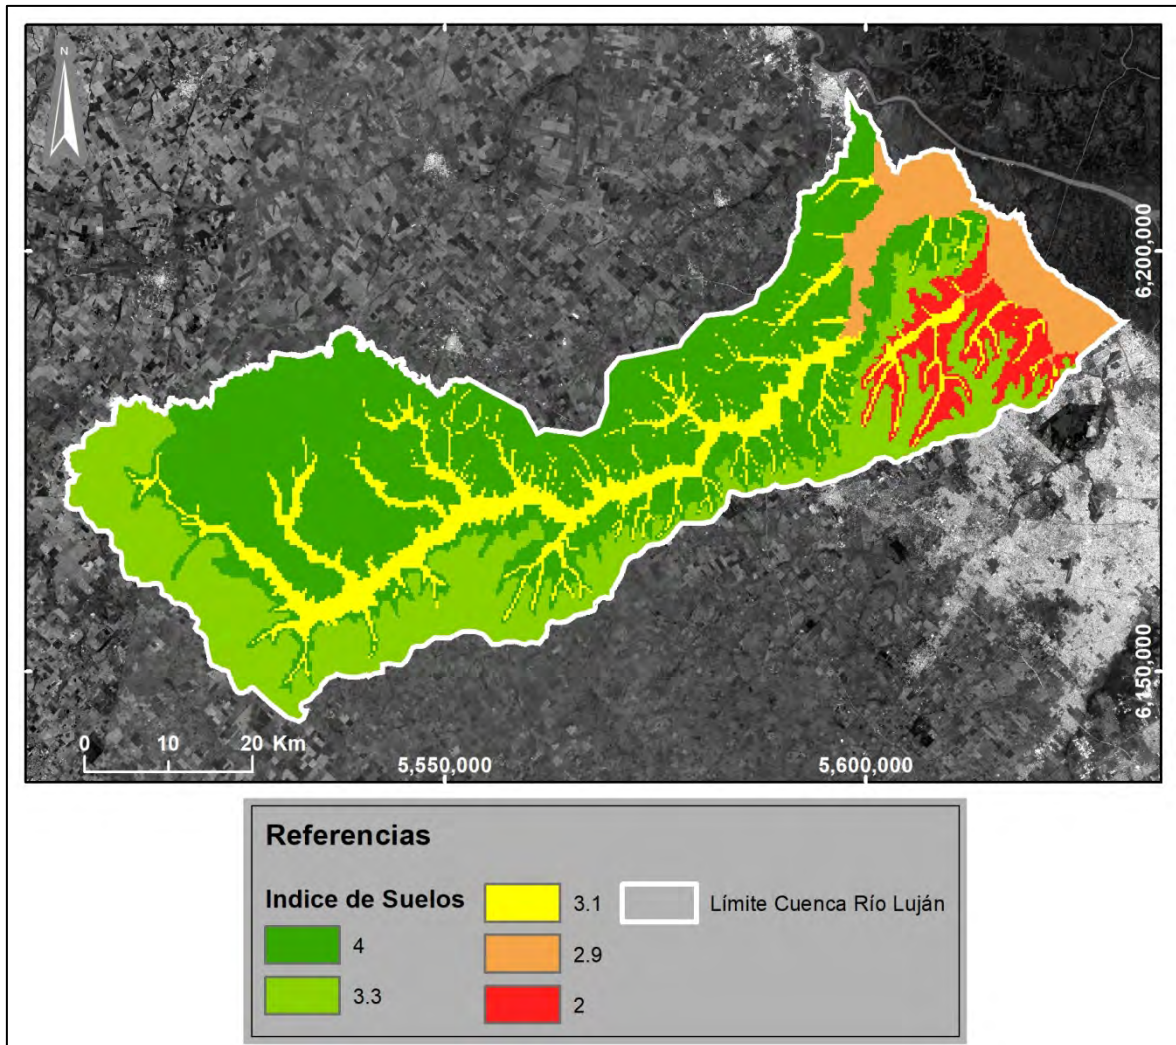 N
6,200,000
6,150,000
0 10 20 Km
5,550,000
5,600,000
Referencias
Indice de Suelos
4
3.3
3.1
2.9
2
Límite Cuenca Río Luján